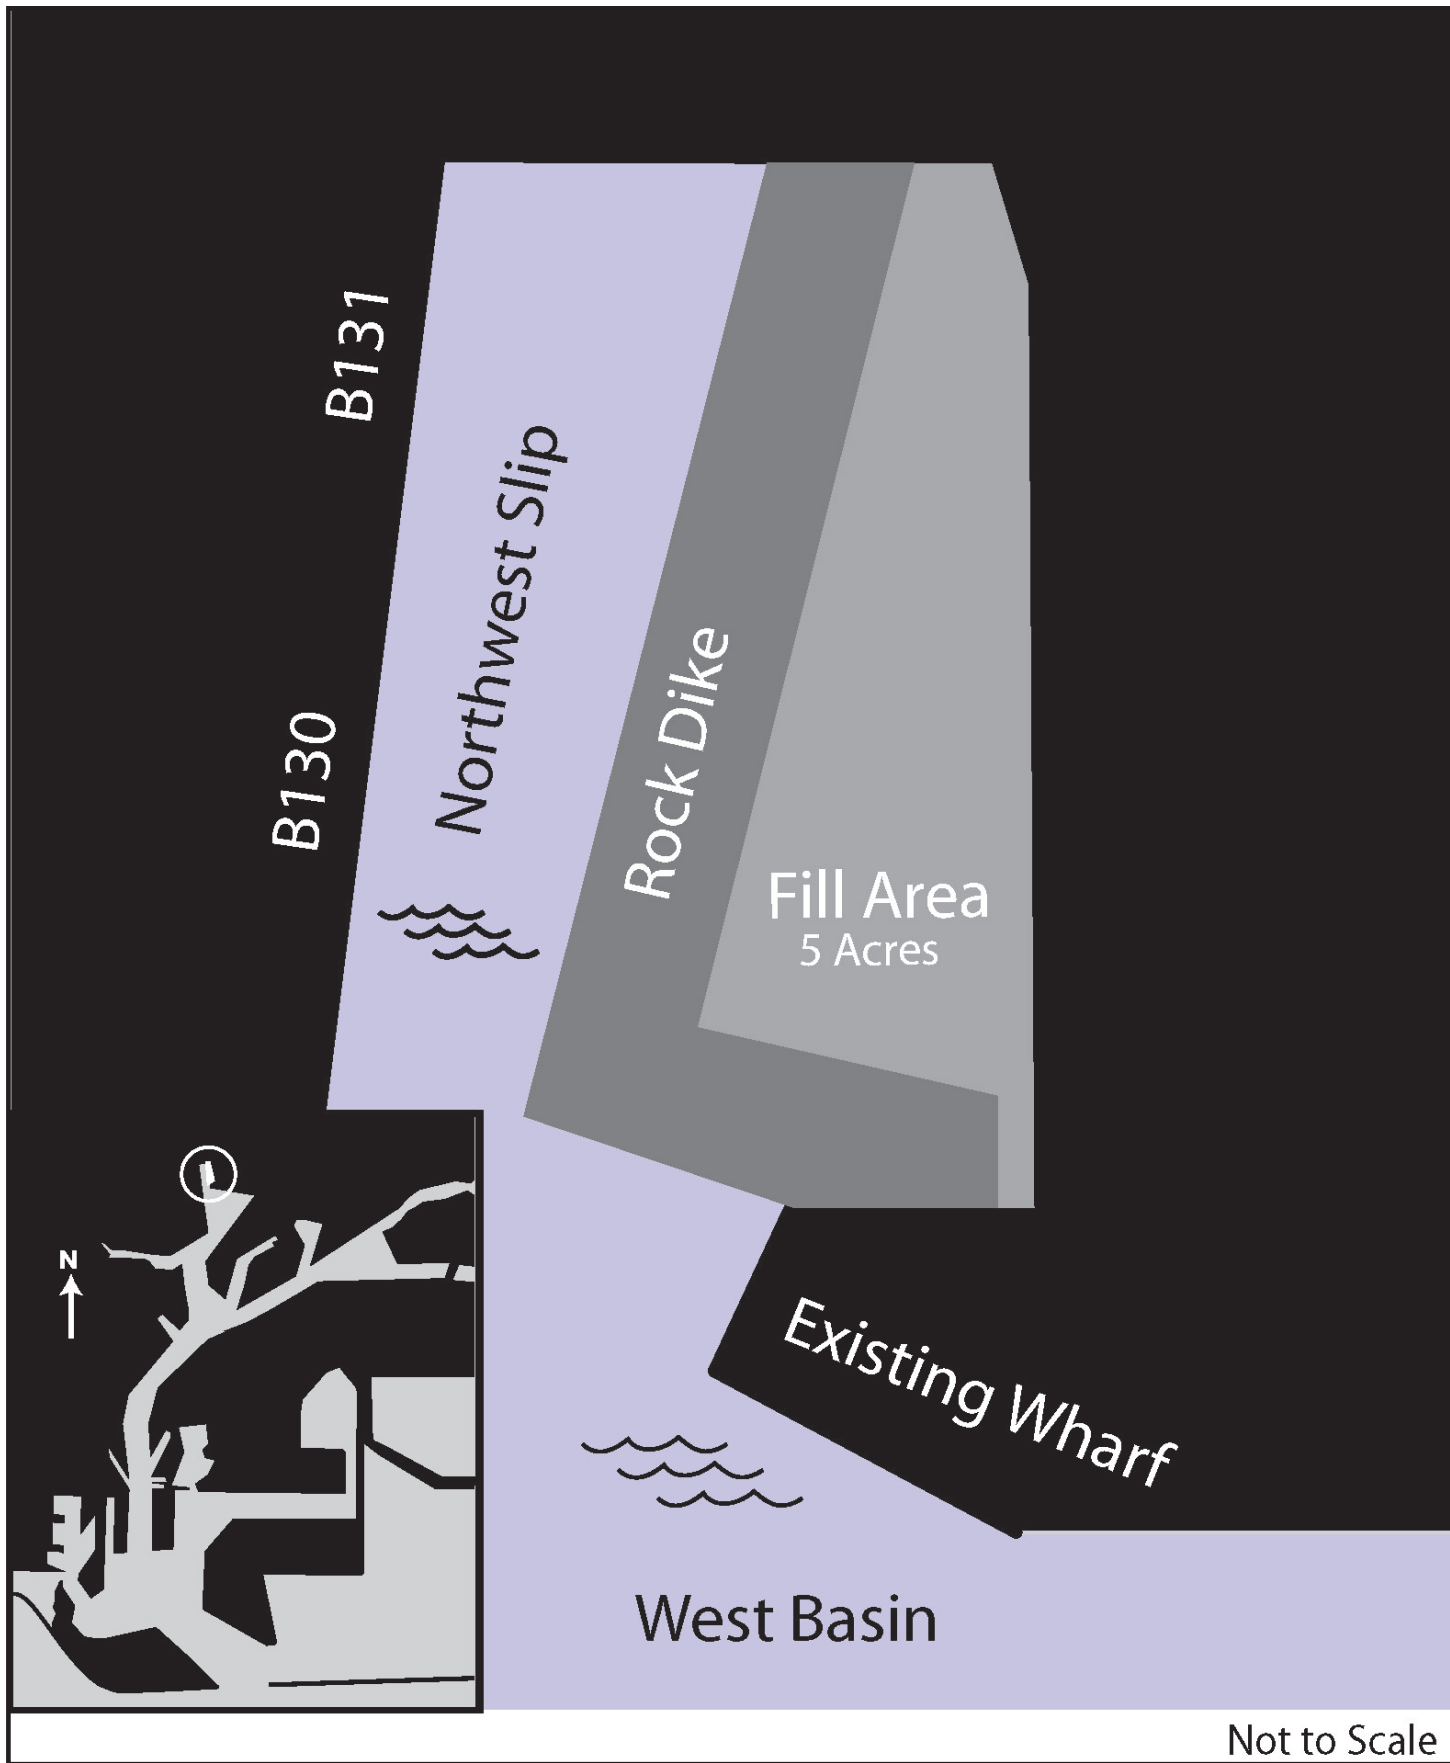 B131
Northwest Slip
B130
Rock Dike
Fill Area
5 Acres
N
Existing Wharf
West Basin
Not to Scale